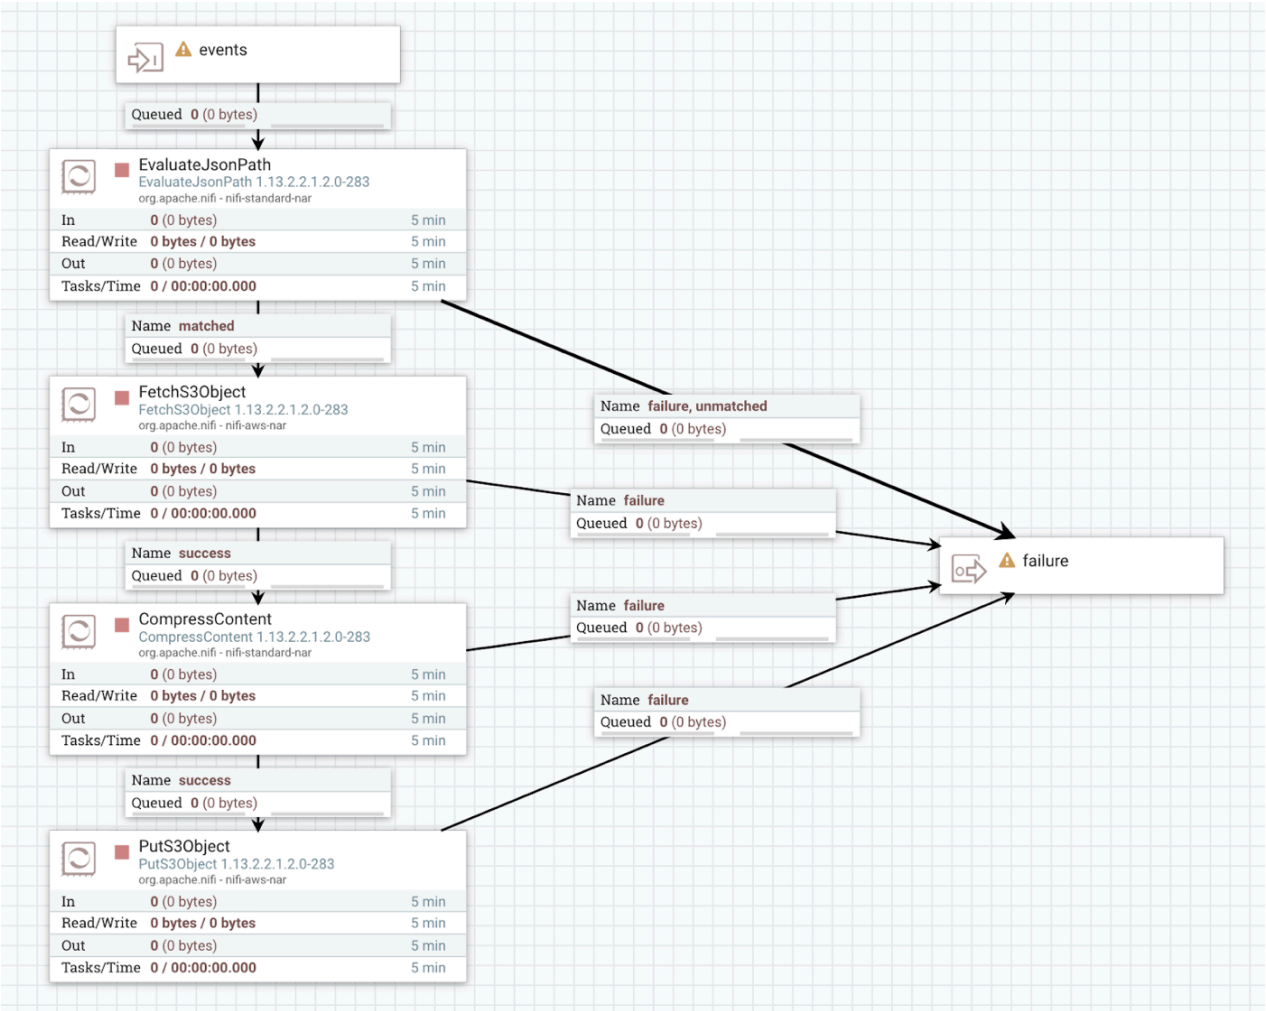 events
Queued 0 (0 bytes)
EvaluateJsonPath
EvaluateJsonPath 1.13.2.2.1.2.0-283
org.apache.nifi - nifi-standard-nar
In 0 (0 bytes) 5 min
Read/Write 0 bytes / 0 bytes 5 min
Out 0 (0 bytes) 5 min
Tasks/Time 0 / 00:00:00.000 5 min
Name matched
Queued 0 (0 bytes)
FetchS3Object
FetchS3Object 1.13.2.2.1.2.0-283
org.apache.nifi - nifi-aws-nar
In 0 (0 bytes) 5 min
Read/Write 0 bytes / 0 bytes 5 min
Out 0 (0 bytes) 5 min
Tasks/Time 0 / 00:00:00.000 5 min
Name success
Queued 0 (0 bytes)
CompressContent
CompressContent 1.13.2.2.1.2.0-283
org.apache.nifi - nifi-standard-nar
In 0 (0 bytes) 5 min
Read/Write 0 bytes / 0 bytes 5 min
Out 0 (0 bytes) 5 min
Tasks/Time 0 / 00:00:00.000 5 min
Name success
Queued 0 (0 bytes)
PutS3Object
PutS3Object 1.13.2.2.1.2.0-283
org.apache.nifi - nifi-aws-nar
In 0 (0 bytes) 5 min
Read/Write 0 bytes / 0 bytes 5 min
Out 0 (0 bytes) 5 min
Tasks/Time 0 / 00:00:00.000 5 min
Name failure, unmatched
Queued 0 (0 bytes)
Name failure
Queued 0 (0 bytes)
Name failure
Queued 0 (0 bytes)
Name failure
Queued 0 (0 bytes)
failure